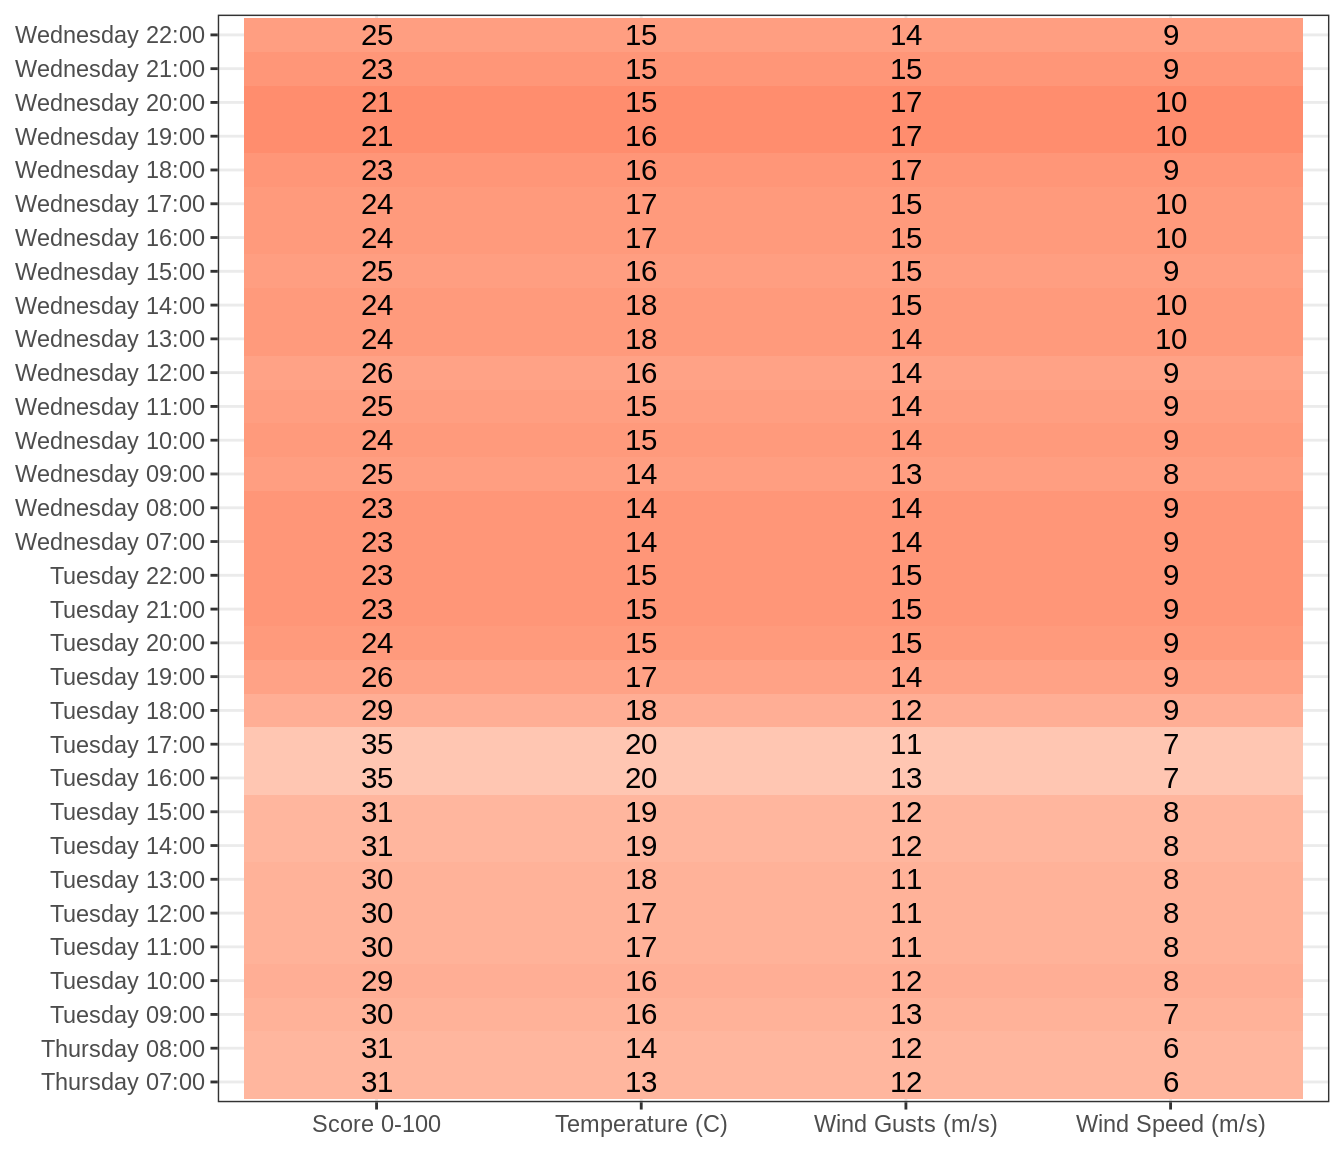 Wednesday 22:00 25 15 14 9
Wednesday 21:00 23 15 15 9
Wednesday 20:00 21 15 17 10
Wednesday 19:00 21 16 17 10
Wednesday 18:00 23 16 17 9
Wednesday 17:00 24 17 15 10
Wednesday 16:00 24 17 15 10
Wednesday 15:00 25 16 15 9
Wednesday 14:00 24 18 15 10
Wednesday 13:00 24 18 14 10
Wednesday 12:00 26 16 14 9
Wednesday 11:00 25 15 14 9
Wednesday 10:00 24 15 14 9
Wednesday 09:00 25 14 13 8
Wednesday 08:00 23 14 14 9
Wednesday 07:00 23 14 14 9
Tuesday 22:00 23 15 15 9
Tuesday 21:00 23 15 15 9
Tuesday 20:00 24 15 15 9
Tuesday 19:00 26 17 14 9
Tuesday 18:00 29 18 12 9
Tuesday 17:00 35 20 11 7
Tuesday 16:00 35 20 13 7
Tuesday 15:00 31 19 12 8
Tuesday 14:00 31 19 12 8
Tuesday 13:00 30 18 11 8
Tuesday 12:00 30 17 11 8
Tuesday 11:00 30 17 11 8
Tuesday 10:00 29 16 12 8
Tuesday 09:00 30 16 13 7
Thursday 08:00 31 14 12 6
Thursday 07:00 31 13 12 6
Score 0-100 Temperature (C) Wind Gusts (m/s) Wind Speed (m/s)